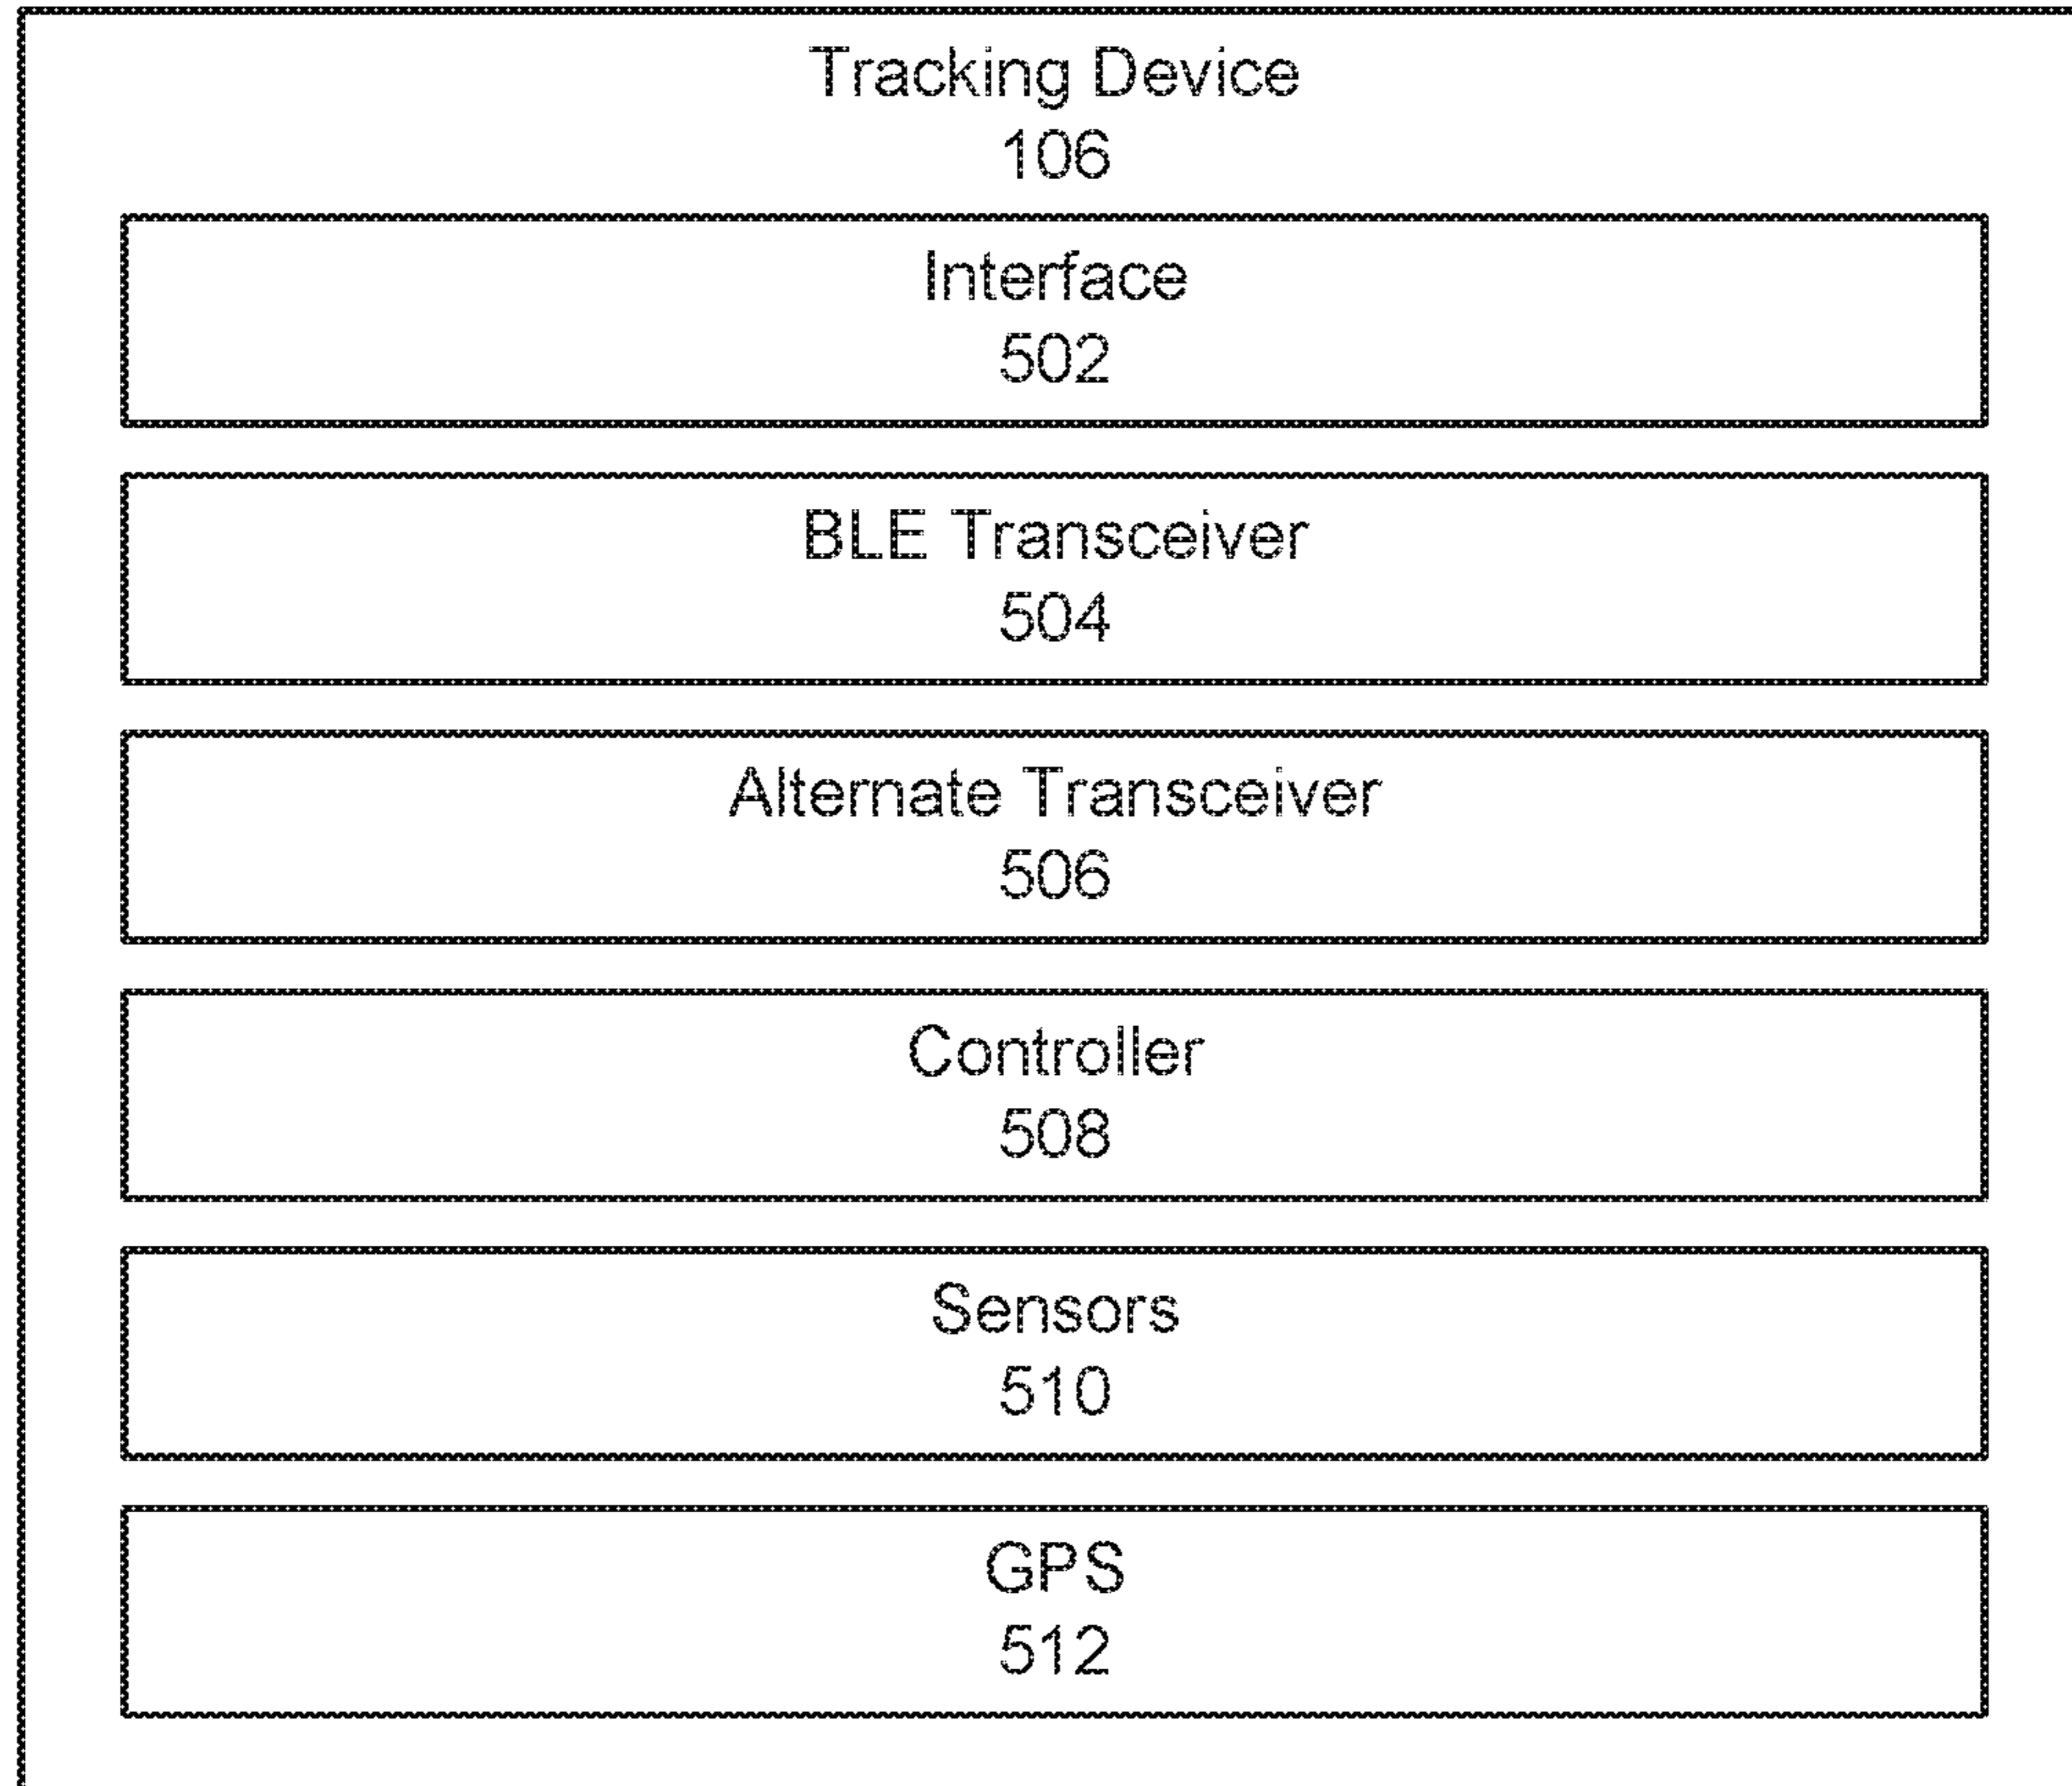 Tracking Device
106
Interface
502
BLE Transceiver
504
Alternate Transceiver
506
Controller
508
Sensors
510
GPS
512